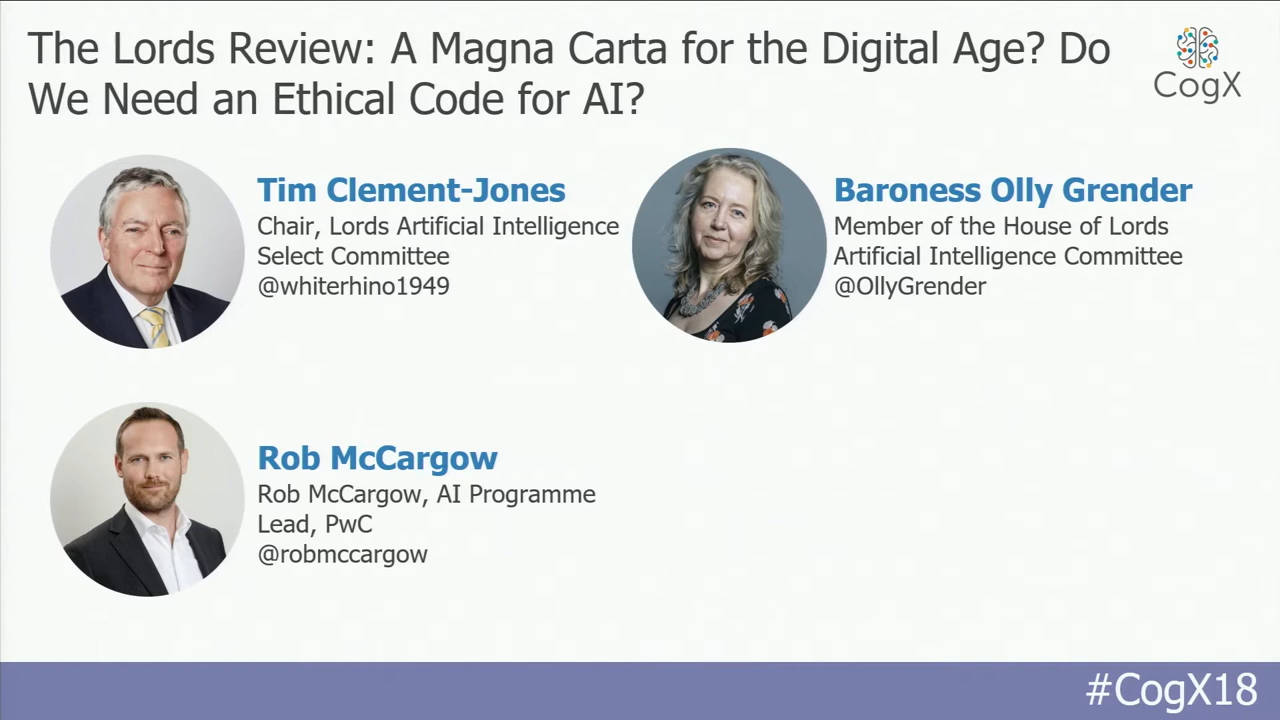 The Lords Review: A Magna Carta for the Digital Age? Do
We Need an Ethical Code for AI?
CogX
Tim Clement-Jones
Chair, Lords Artificial Intelligence
Select Committee
@whiterhino1949
Baroness Olly Grender
Member of the House of Lords
Artificial Intelligence Committee
@OllyGrender
Rob McCargow
Rob McCargow, AI Programme
Lead, PwC
@robmccargow
#CogX18